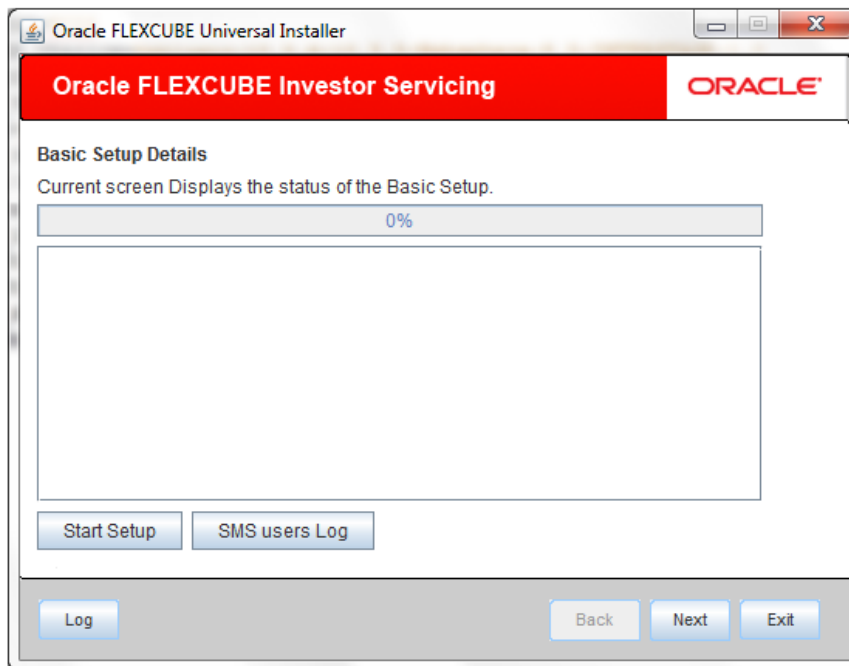 Oracle FLEXCUBE Universal Installer
Oracle FLEXCUBE Investor Servicing
ORACLE®
Basic Setup Details
Current screen Displays the status of the Basic Setup.
0%
Start Setup
SMS users Log
Log
Back
Next
Exit